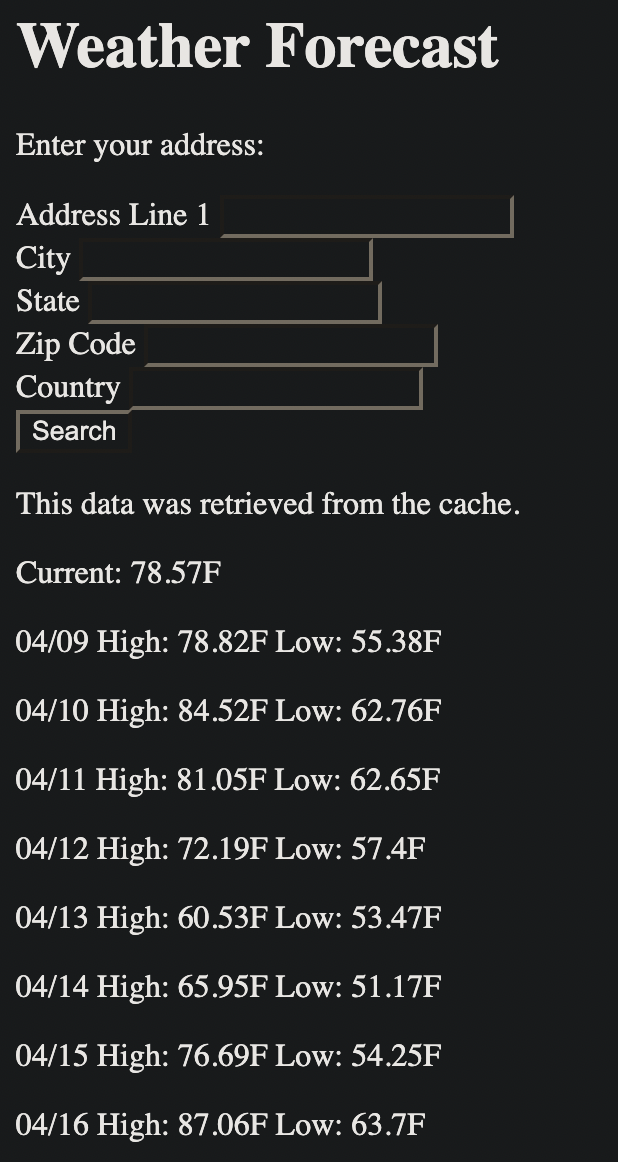 Weather Forecast
Enter your address:
Address Line 1
City
State
Zip Code
Country
Search
This data was retrieved from the cache.
Current: 78.57F
04/09 High: 78.82F Low: 55.38F
04/10 High: 84.52F Low: 62.76F
04/11 High: 81.05F Low: 62.65F
04/12 High: 72.19F Low: 57.4F
04/13 High: 60.53F Low: 53.47F
04/14 High: 65.95F Low: 51.17F
04/15 High: 76.69F Low: 54.25F
04/16 High: 87.06F Low: 63.7F